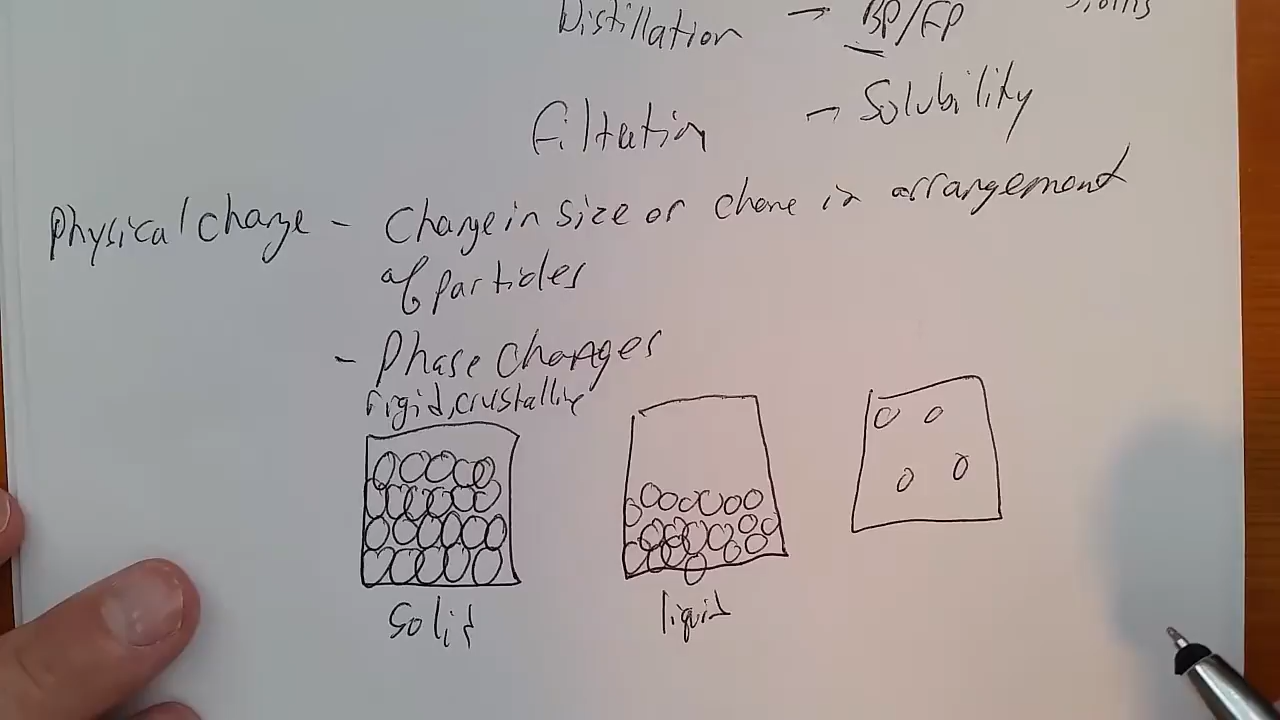 Distillation → BP/FP
Filtration → Solubility
Physical change - Change in size or chane in arrangement
of particles
- Phase Changes
rigid, crystalline
Solid
liquid